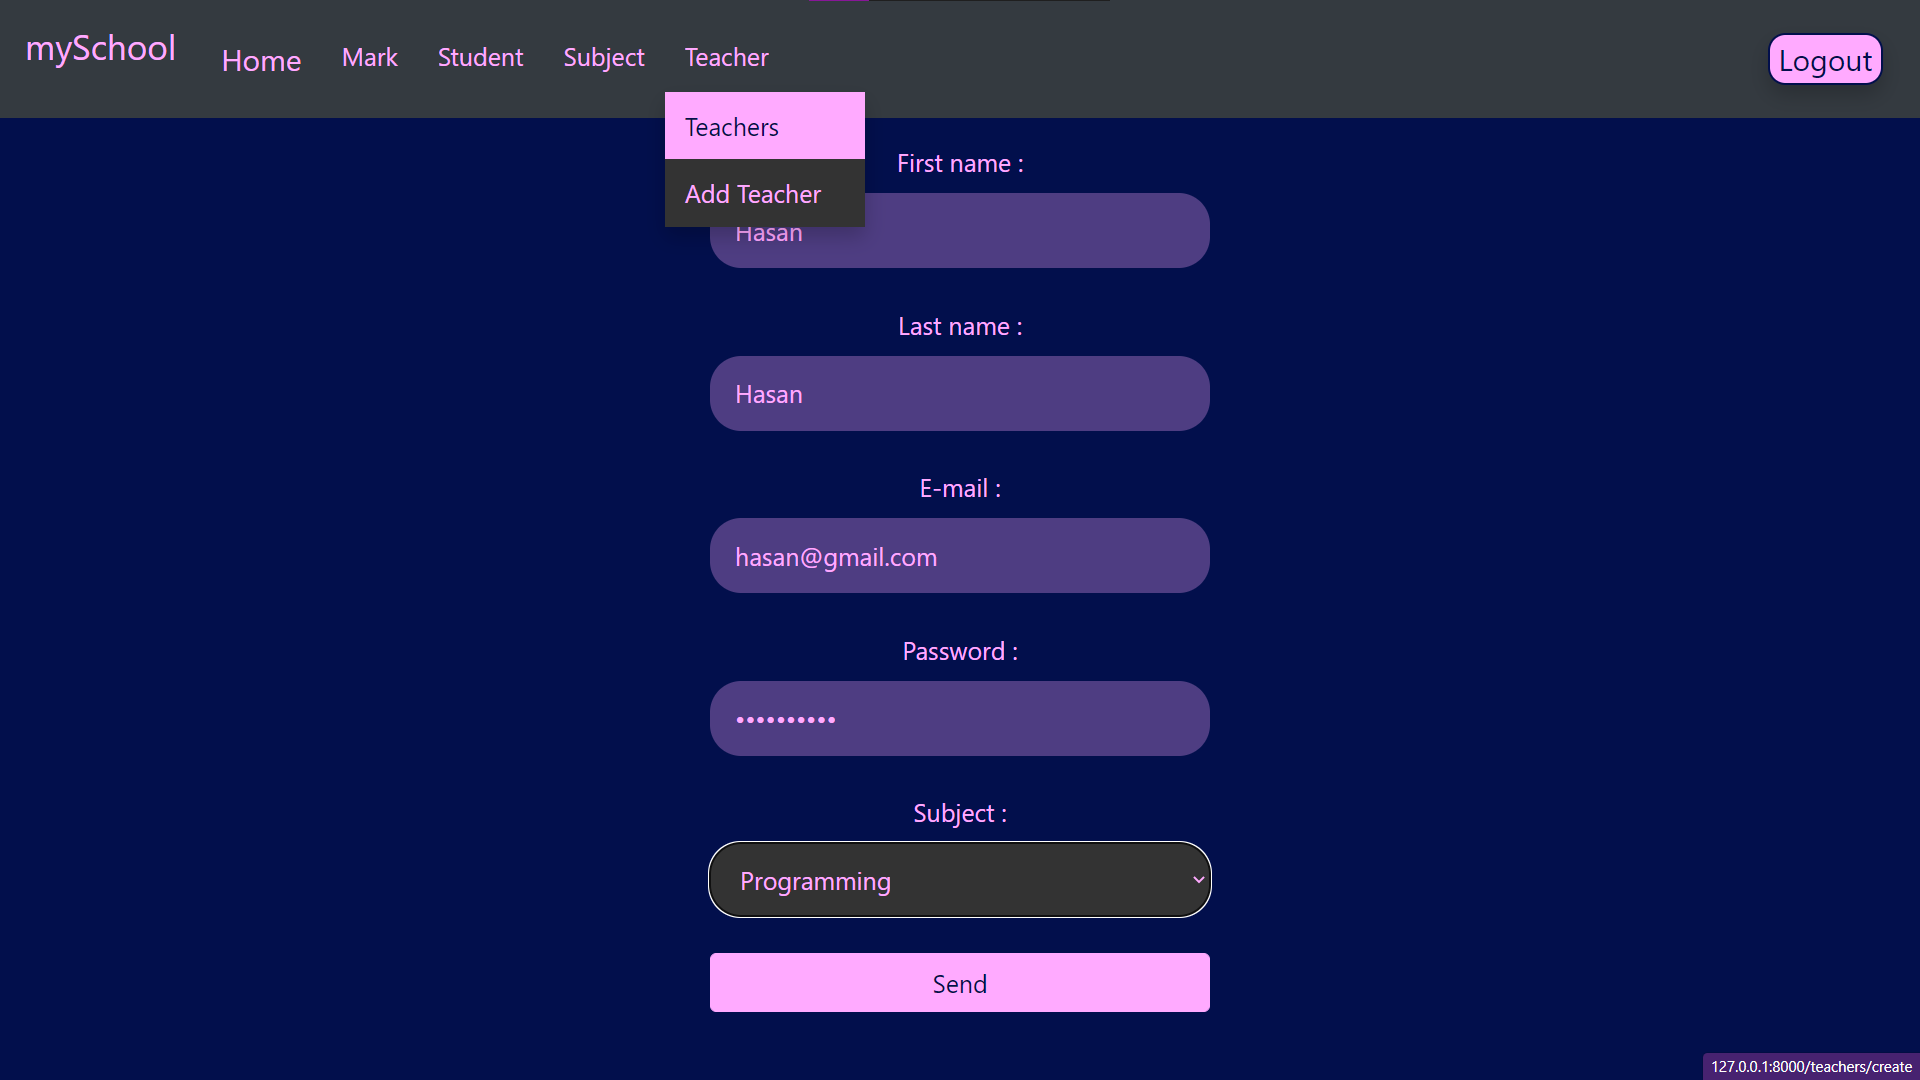 mySchool
Home
Mark
Student
Subject
Teacher
Logout
Teachers
Add Teacher
First name :
Hasan
Last name :
Hasan
E-mail :
hasan@gmail.com
Password :
••••••••••
Subject :
Programming
Send
127.0.0.1:8000/teachers/create